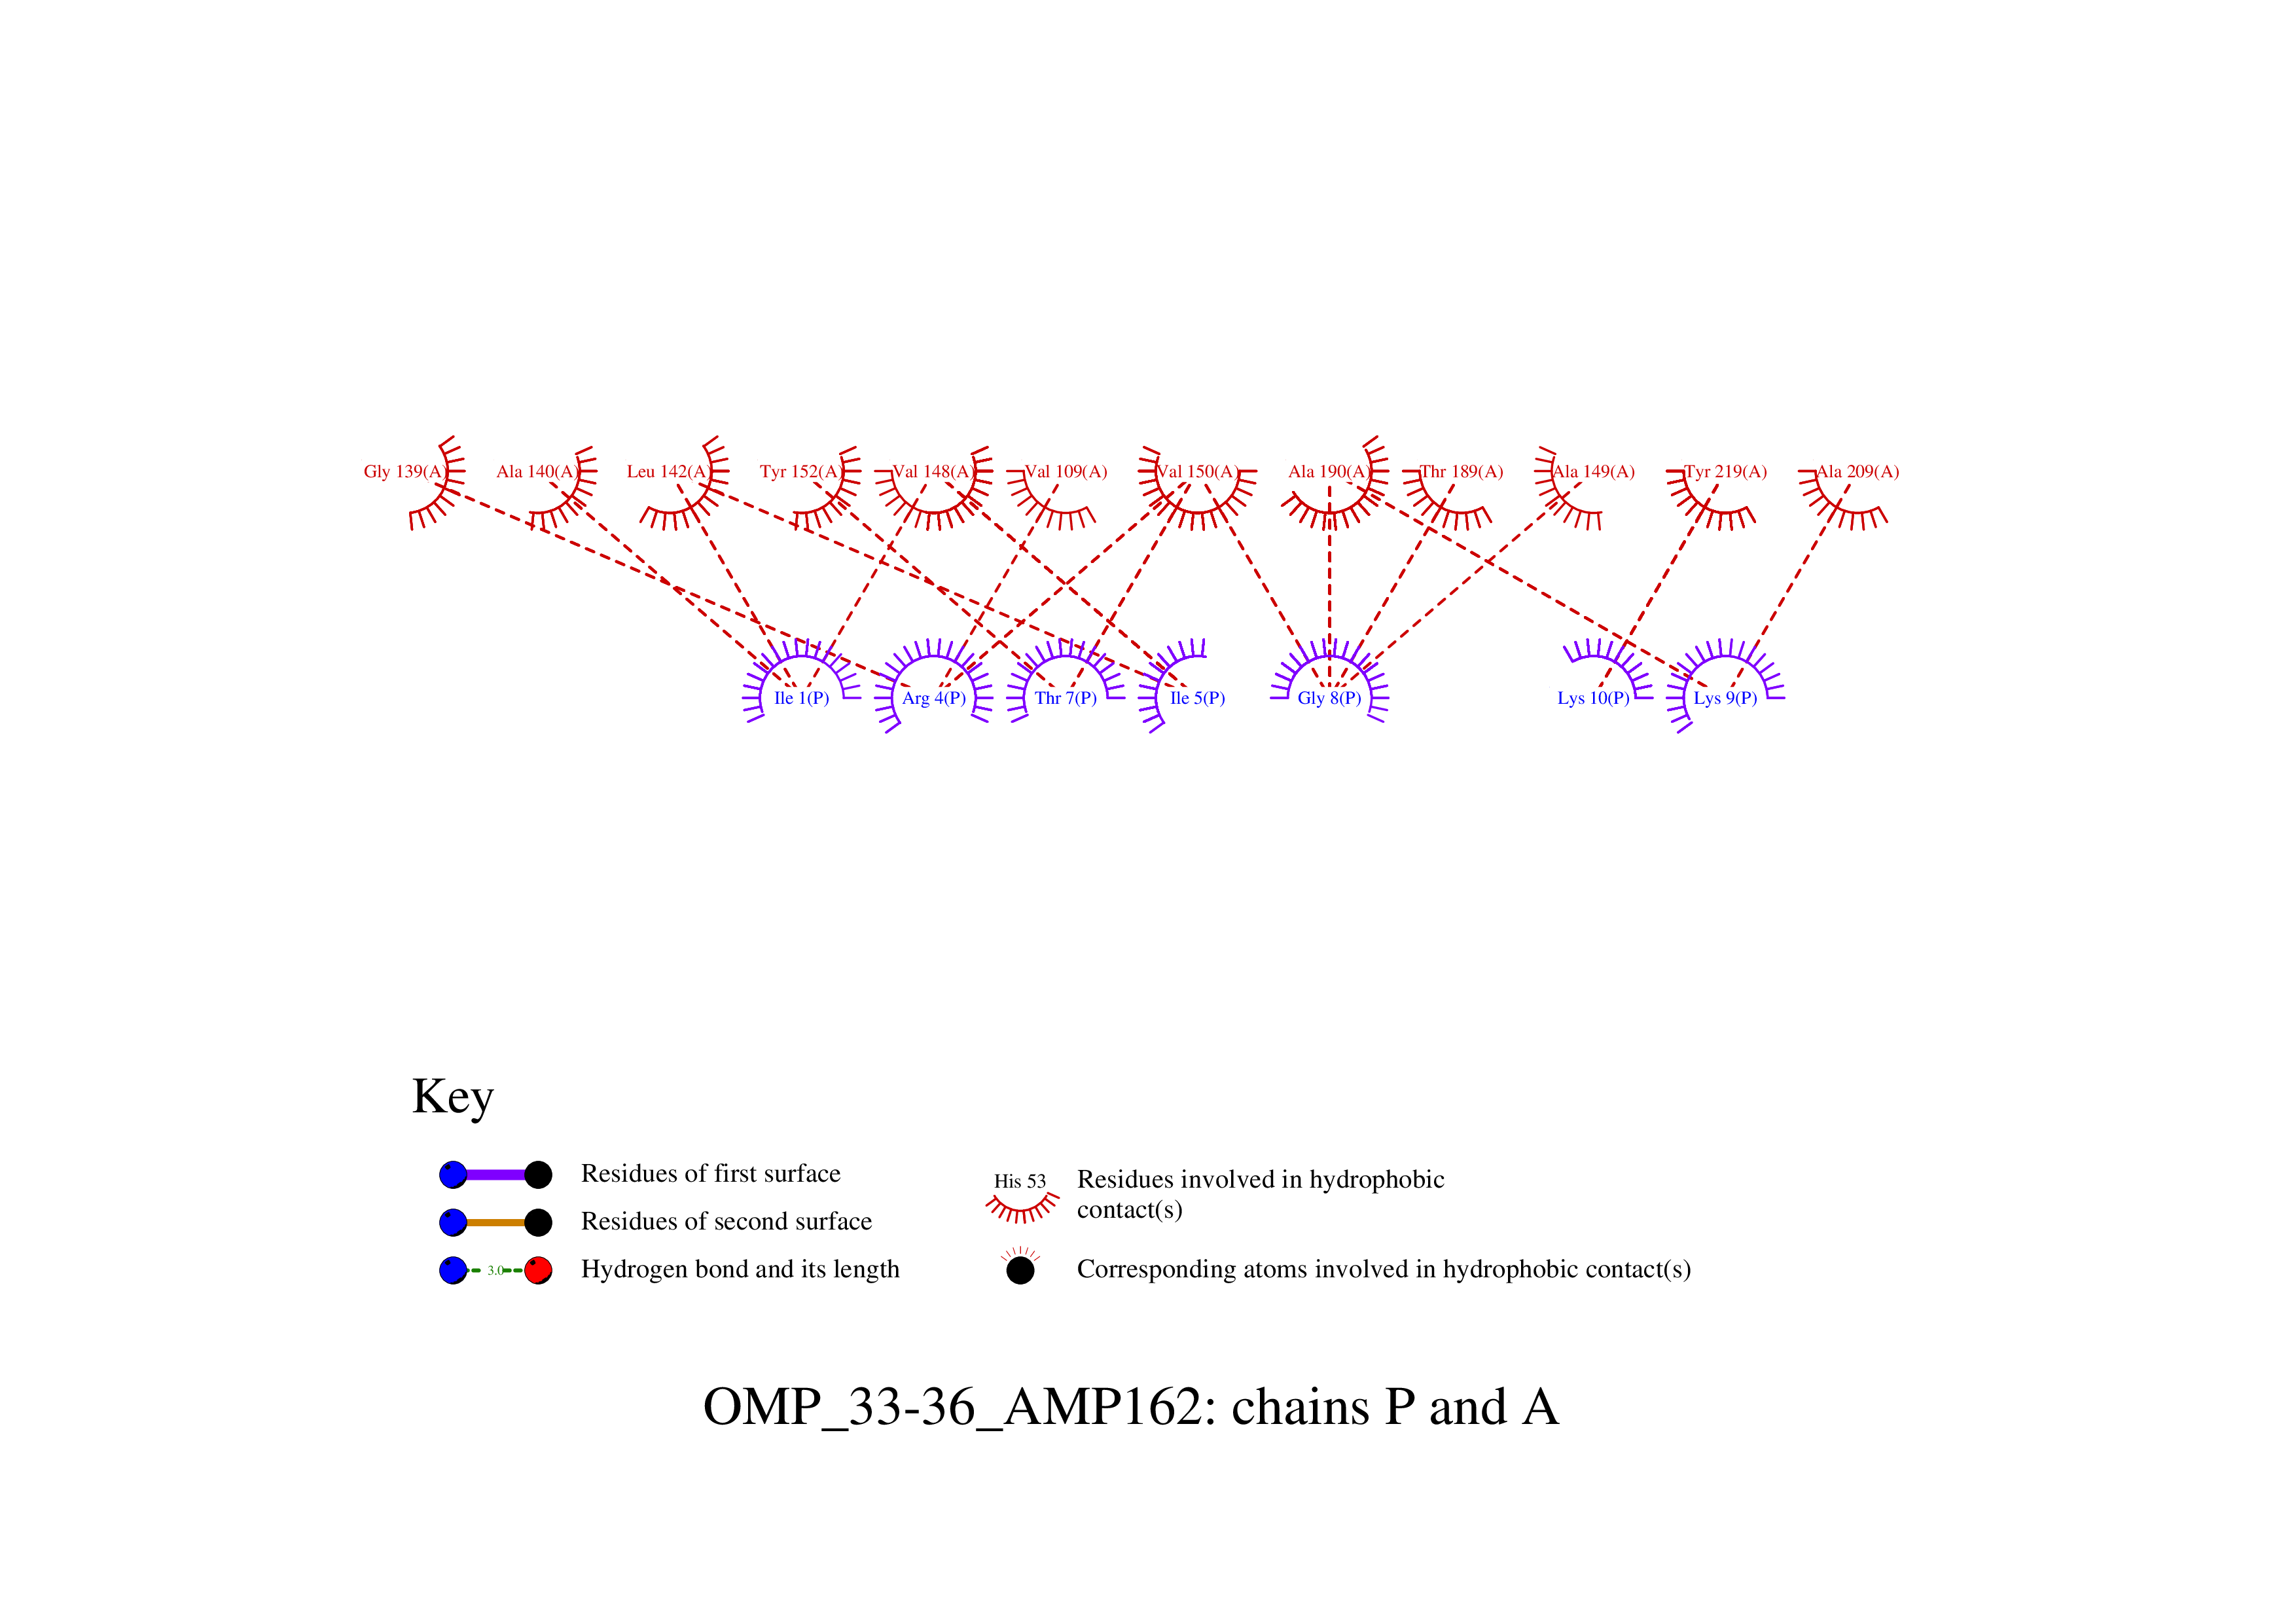 Gly 139(A) Ala 140(A) Leu 142(A) Tyr 152(A) Val 148(A) Val 109(A) Val 150(A) Ala 190(A) Thr 189(A) Ala 149(A) Tyr 219(A) Ala 209(A)
Ile 1(P) Arg 4(P) Thr 7(P) Ile 5(P) Gly 8(P) Lys 10(P) Lys 9(P)
Key
Residues of first surface
Residues of second surface
3.0 Hydrogen bond and its length
His 53 Residues involved in hydrophobic
contact(s)
Corresponding atoms involved in hydrophobic contact(s)
OMP_33-36_AMP162: chains P and A